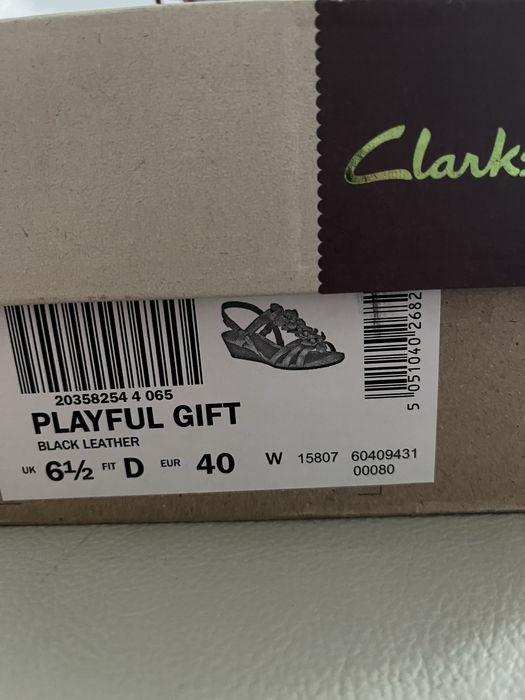 Clarks
20358254 4 065
PLAYFUL GIFT
BLACK LEATHER
UK 6½ FIT D EUR 40 W 15807 60409431
00080
5 051040 2682